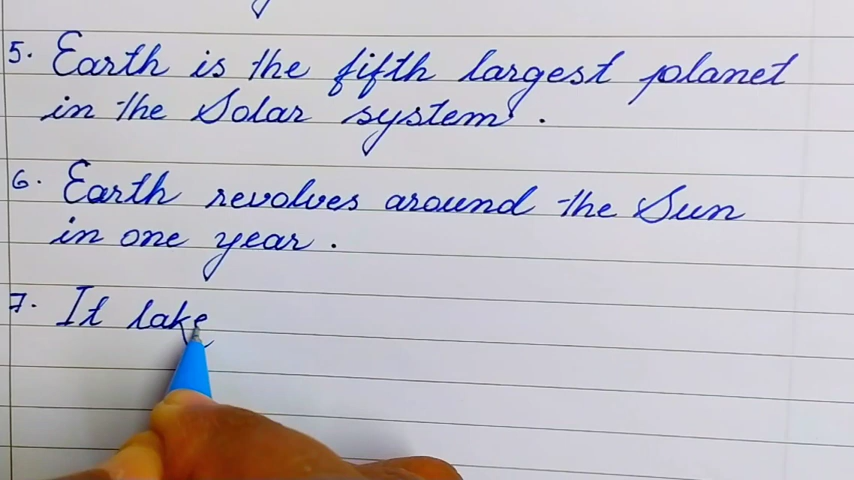 5. Earth is the fifth largest planet
in the Solar system.
6. Earth revolves around the Sun
in one year.
7. It take